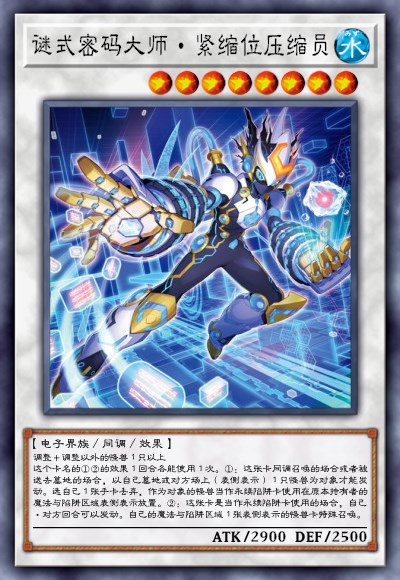 谜式密码大师·紧缩位压缩员
水
【电子界族／同调／效果】
调整＋调整以外的怪兽１只以上
这个卡名的①②的效果１回合各能使用１次。①：这张卡同调召唤的场合或者被
送去墓地的场合，以自己墓地或对方场上（表侧表示）１只怪兽为对象才能发
动。选自己１张手卡丢弃，作为对象的怪兽当作永续陷阱卡使用在原本持有者的
魔法与陷阱区域表侧表示放置。②：这张卡是当作永续陷阱卡使用的场合，自己
·对方回合可以发动。自己的魔法与陷阱区域１张表侧表示的怪兽卡特殊召唤。
ATK/2900 DEF/2500